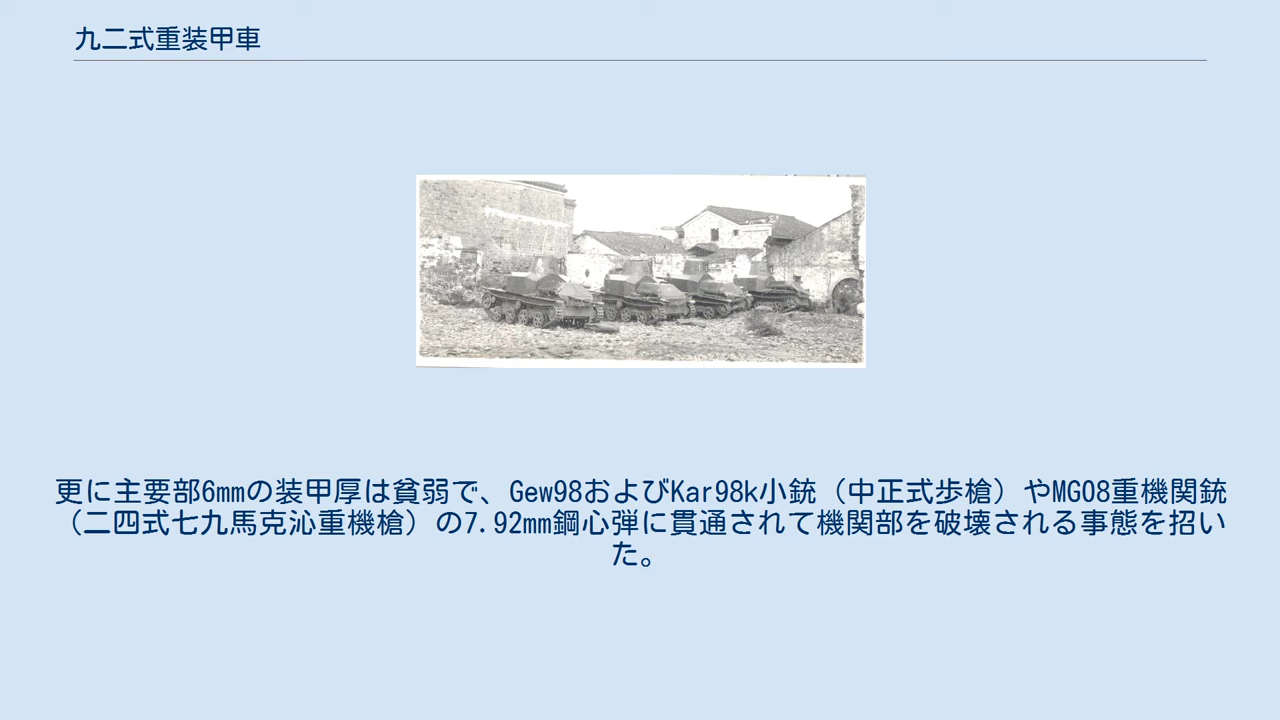 九二式重装甲車
更に主要部6mmの装甲厚は貧弱で、Gew98およびKar98k小銃（中正式歩槍）やMG08重機関銃
（二四式七九馬克沁重機槍）の7.92mm鋼心弾に貫通されて機関部を破壊される事態を招い
た。